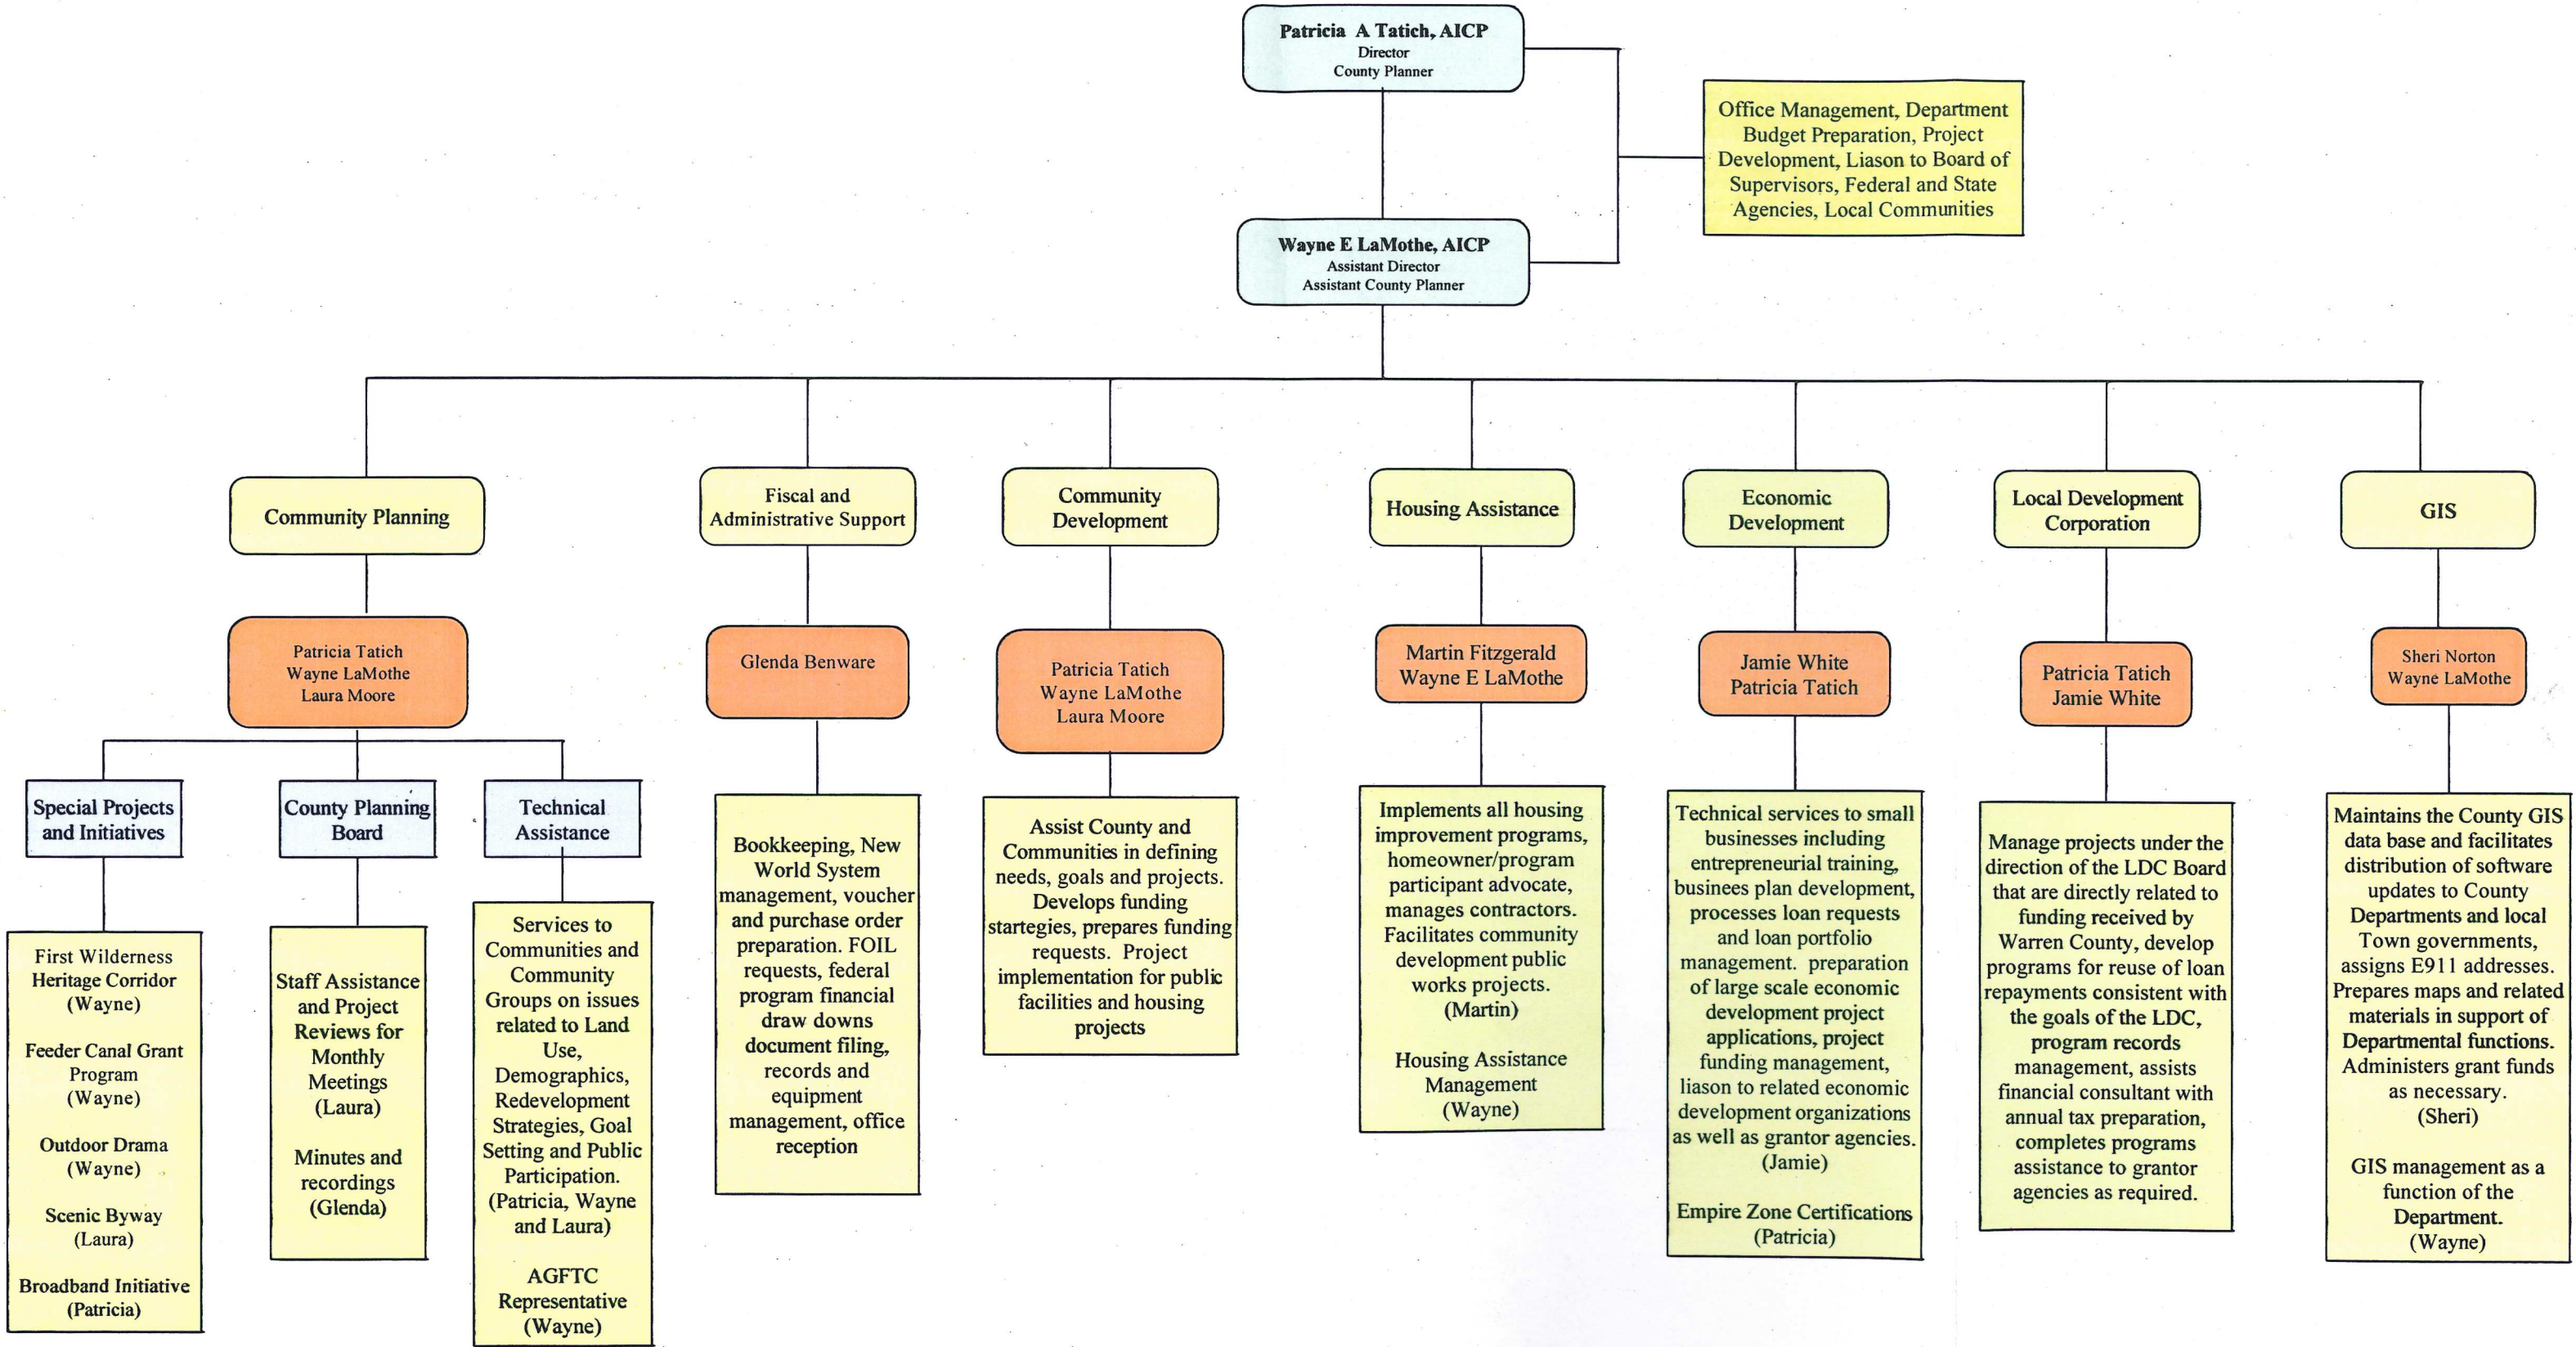 Patricia A Tatich, AICP
Director
County Planner
Office Management, Department
Budget Preparation, Project
Development, Liason to Board of
Supervisors, Federal and State
Agencies, Local Communities
Wayne E LaMothe, AICP
Assistant Director
Assistant County Planner
Community Planning
Fiscal and
Administrative Support
Community
Development
Housing Assistance
Economic
Development
Local Development
Corporation
GIS
Patricia Tatich
Wayne LaMothe
Laura Moore
Glenda Benware
Patricia Tatich
Wayne LaMothe
Laura Moore
Martin Fitzgerald
Wayne E LaMothe
Jamie White
Patricia Tatich
Patricia Tatich
Jamie White
Sheri Norton
Wayne LaMothe
Special Projects
and Initiatives
County Planning
Board
Technical
Assistance
First Wilderness
Heritage Corridor
(Wayne)
Feeder Canal Grant
Program
(Wayne)
Outdoor Drama
(Wayne)
Scenic Byway
(Laura)
Broadband Initiative
(Patricia)
Staff Assistance
and Project
Reviews for
Monthly
Meetings
(Laura)
Minutes and
recordings
(Glenda)
Services to
Communities and
Community
Groups on issues
related to Land
Use,
Demographics,
Redevelopment
Strategies, Goal
Setting and Public
Participation.
(Patricia, Wayne
and Laura)
AGFTC
Representative
(Wayne)
Bookkeeping, New
World System
management, voucher
and purchase order
preparation. FOIL
requests, federal
program financial
draw downs
document filing,
records and
equipment
management, office
reception
Assist County and
Communities in defining
needs, goals and projects.
Develops funding
startegies, prepares funding
requests. Project
implementation for public
facilities and housing
projects
Implements all housing
improvement programs,
homeowner/program
participant advocate,
manages contractors.
Facilitates community
development public
works projects.
(Martin)
Housing Assistance
Management
(Wayne)
Technical services to small
businesses including
entrepreneurial training,
businees plan development,
processes loan requests
and loan portfolio
management. preparation
of large scale economic
development project
applications, project
funding management,
liason to related economic
development organizations
as well as grantor agencies.
(Jamie)
Empire Zone Certifications
(Patricia)
Manage projects under the
direction of the LDC Board
that are directly related to
funding received by
Warren County, develop
programs for reuse of loan
repayments consistent with
the goals of the LDC,
program records
management, assists
financial consultant with
annual tax preparation,
completes programs
assistance to grantor
agencies as required.
Maintains the County GIS
data base and facilitates
distribution of software
updates to County
Departments and local
Town governments,
assigns E911 addresses.
Prepares maps and related
materials in support of
Departmental functions.
Administers grant funds
as necessary.
(Sheri)
GIS management as a
function of the
Department.
(Wayne)